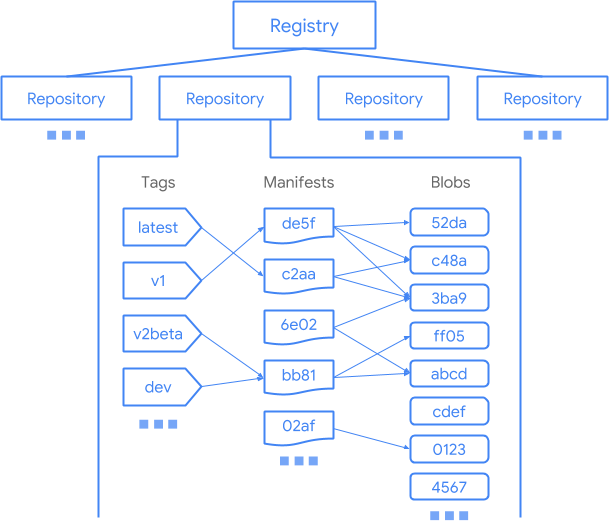 Registry
Repository
Repository
Repository
Repository
Tags
Manifests
Blobs
latest
v1
v2beta
dev
de5f
c2aa
6e02
bb81
02af
52da
c48a
3ba9
ff05
abcd
cdef
0123
4567